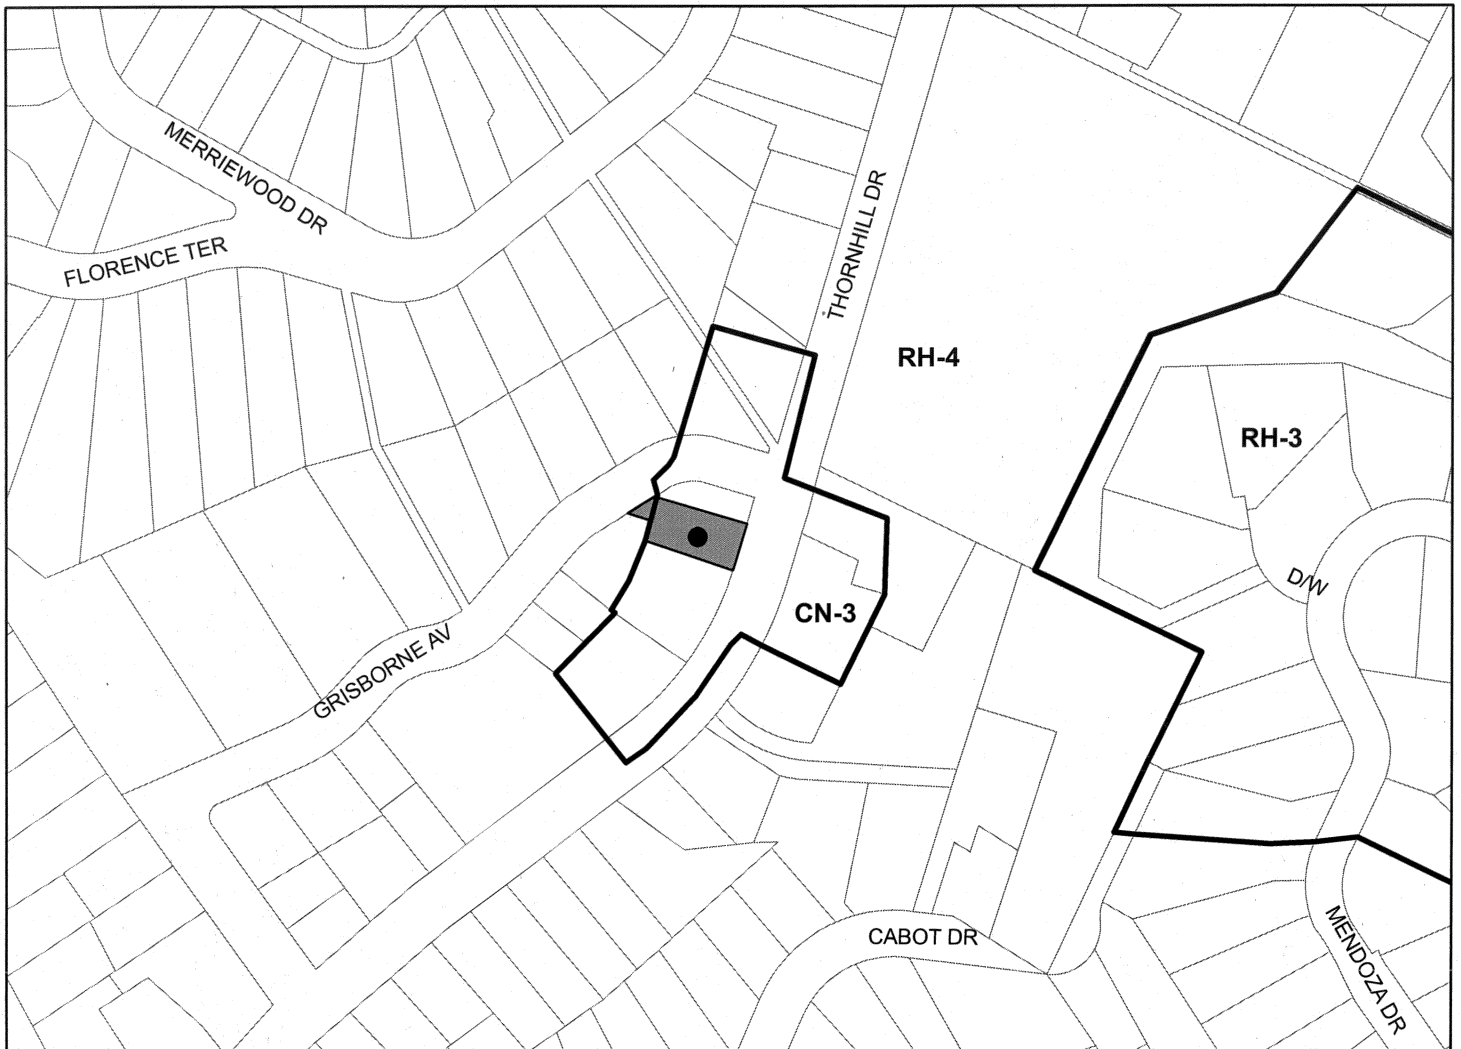 MERRIEWOOD DR
FLORENCE TER
THORNHILL DR
RH-4
RH-3
D/W
CN-3
GRISBORNE AV
CABOT DR
MENDOZA DR